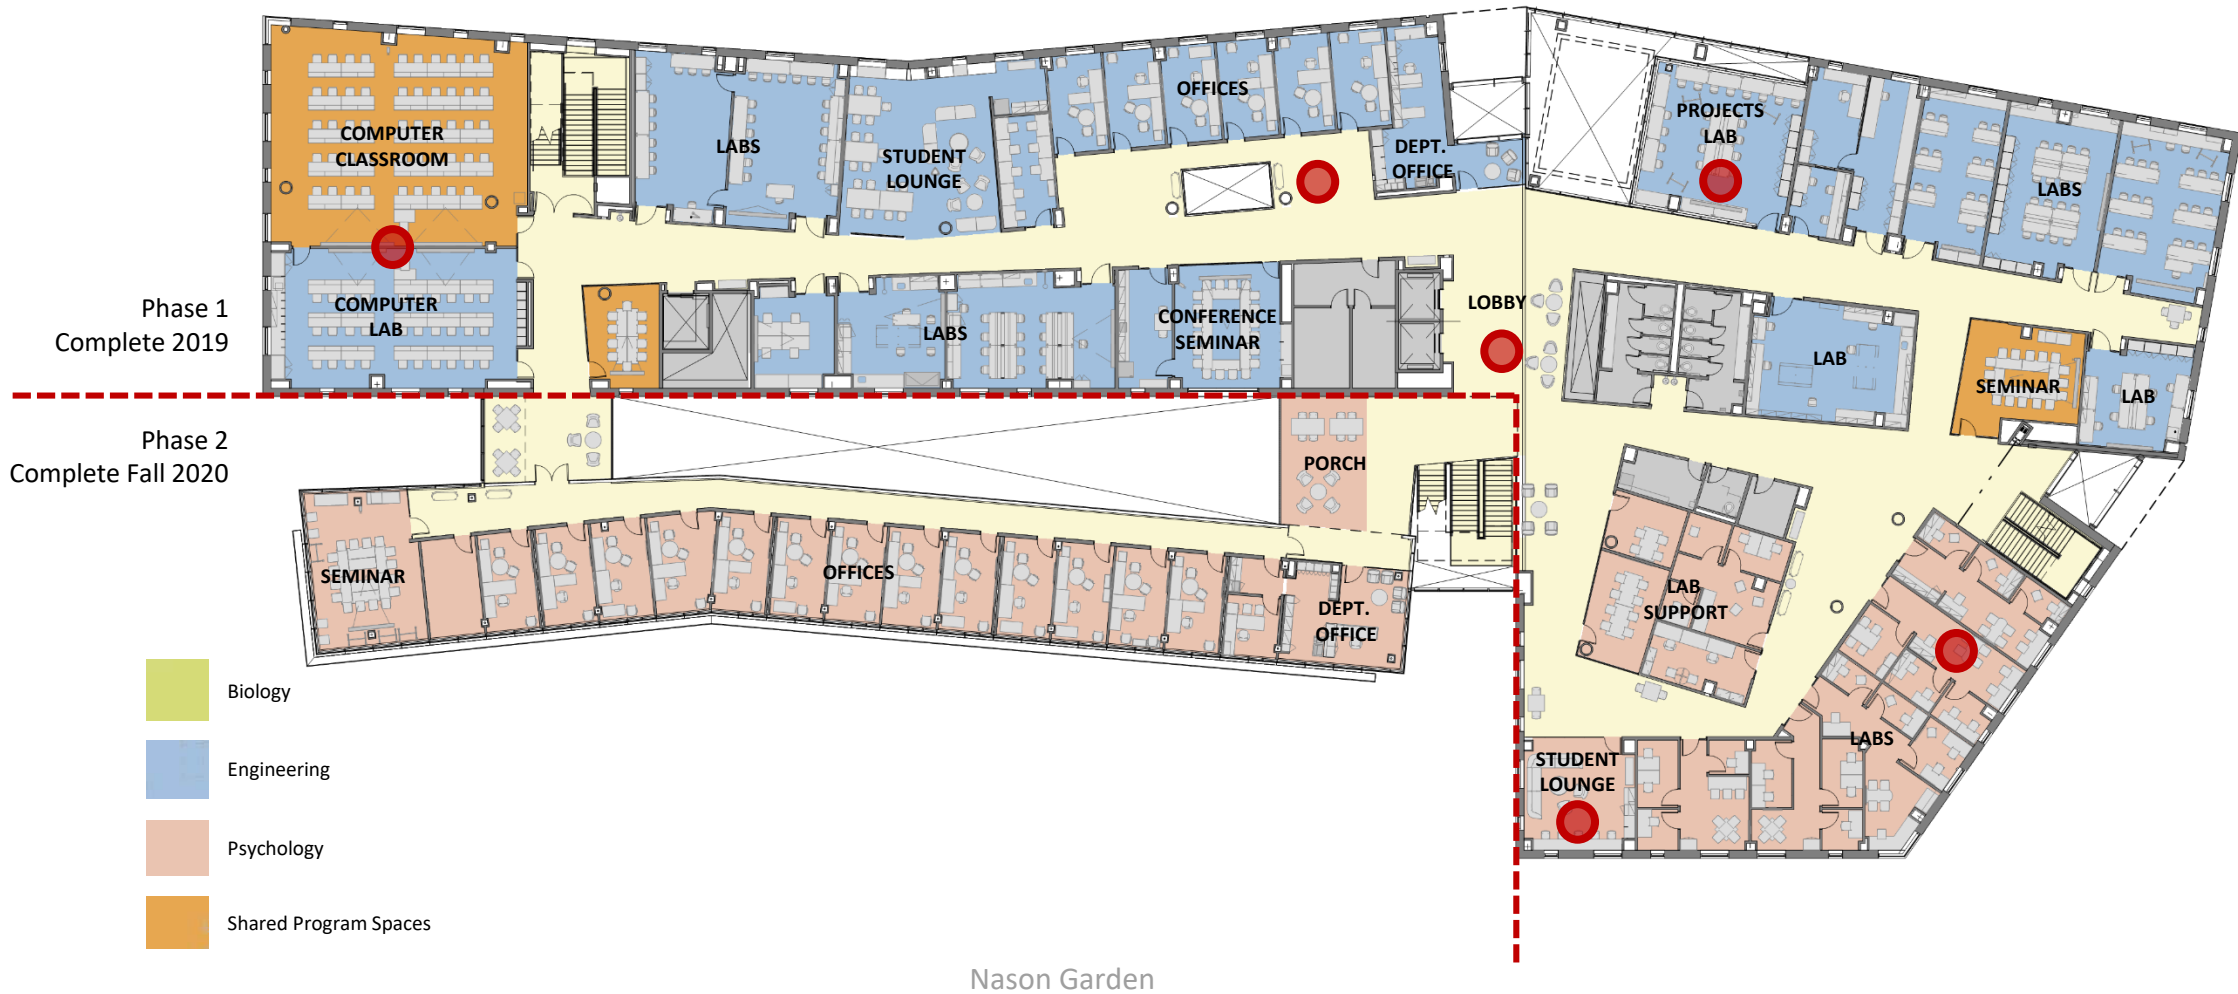 COMPUTER
CLASSROOM
LABS
STUDENT
LOUNGE
OFFICES
DEPT.
OFFICE
PROJECTS
LAB
LABS
Phase 1
Complete 2019
COMPUTER
LAB
LABS
CONFERENCE
SEMINAR
LOBBY
LAB
SEMINAR
LAB
Phase 2
Complete Fall 2020
PORCH
SEMINAR
OFFICES
DEPT.
OFFICE
LAB
SUPPORT
LABS
STUDENT
LOUNGE
Biology
Engineering
Psychology
Shared Program Spaces
Nason Garden